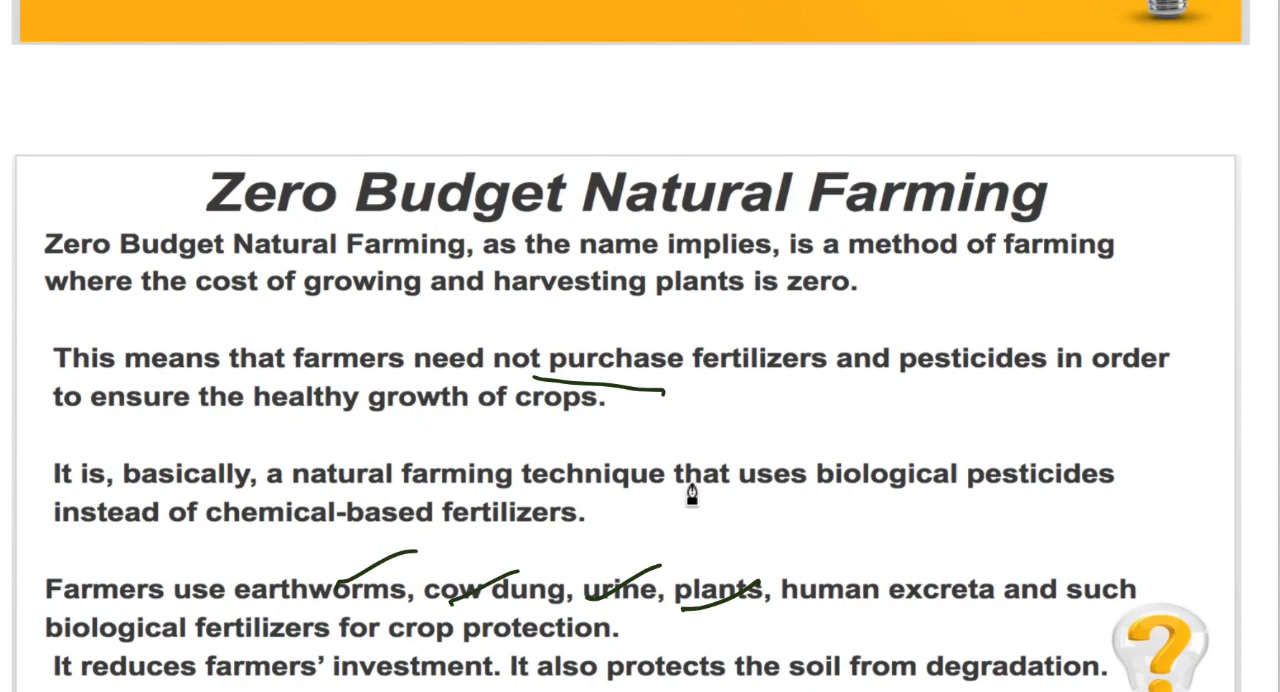 Zero Budget Natural Farming
Zero Budget Natural Farming, as the name implies, is a method of farming
where the cost of growing and harvesting plants is zero.
This means that farmers need not purchase fertilizers and pesticides in order
to ensure the healthy growth of crops.
It is, basically, a natural farming technique that uses biological pesticides
instead of chemical-based fertilizers.
Farmers use earthworms, cow dung, urine, plants, human excreta and such
biological fertilizers for crop protection.
It reduces farmers’ investment. It also protects the soil from degradation.
?